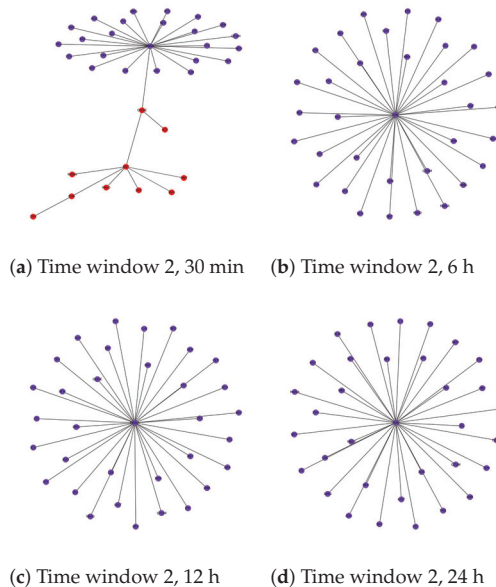 (a) Time window 2, 30 min
(b) Time window 2, 6 h
(c) Time window 2, 12 h
(d) Time window 2, 24 h